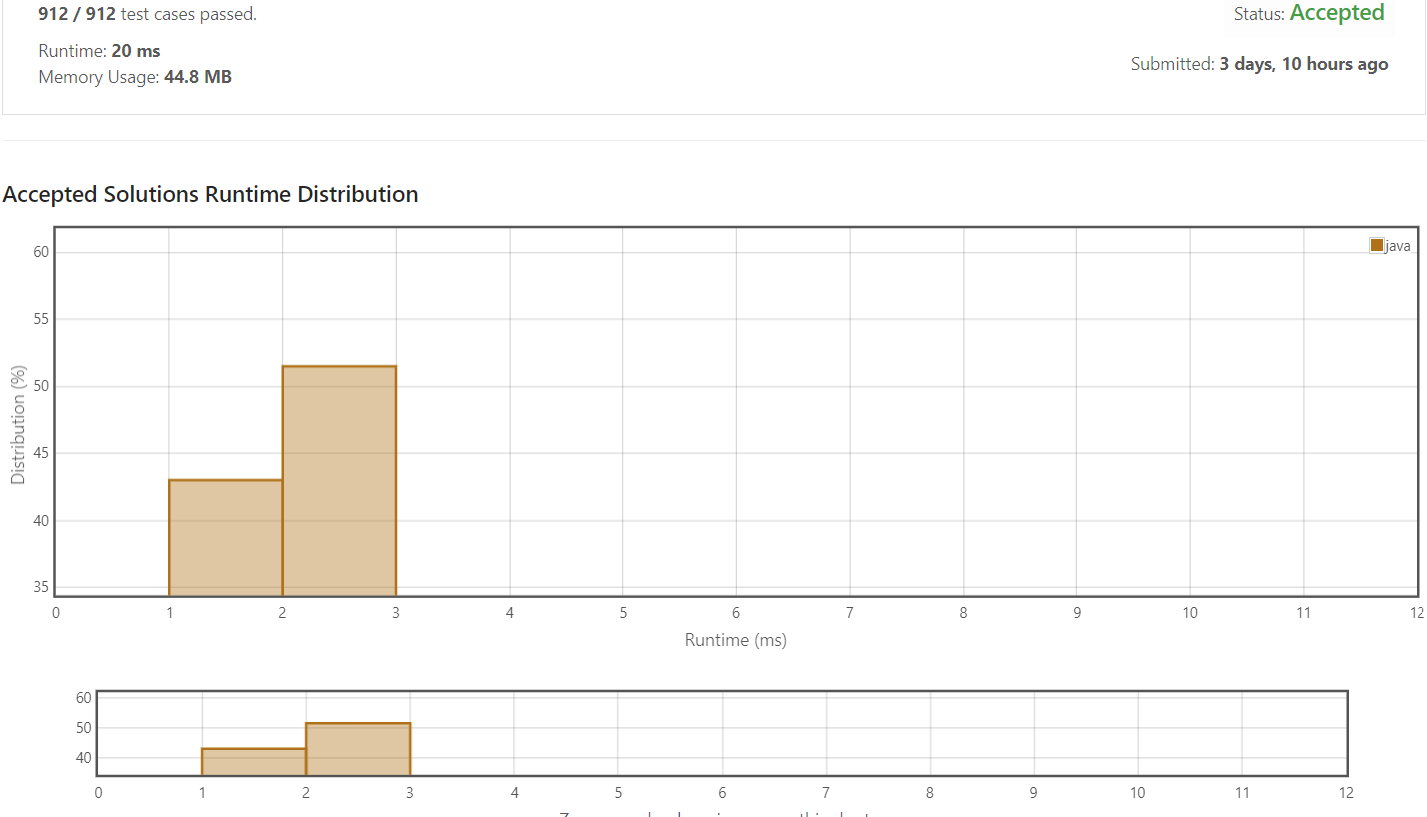 912 / 912 test cases passed.
Status: Accepted
Runtime: 20 ms
Memory Usage: 44.8 MB
Submitted: 3 days, 10 hours ago
Accepted Solutions Runtime Distribution
java
60
55
50
45
40
35
Distribution (%)
0 1 2 3 4 5 6 7 8 9 10 11 12
Runtime (ms)
60
50
40
0 1 2 3 4 5 6 7 8 9 10 11 12